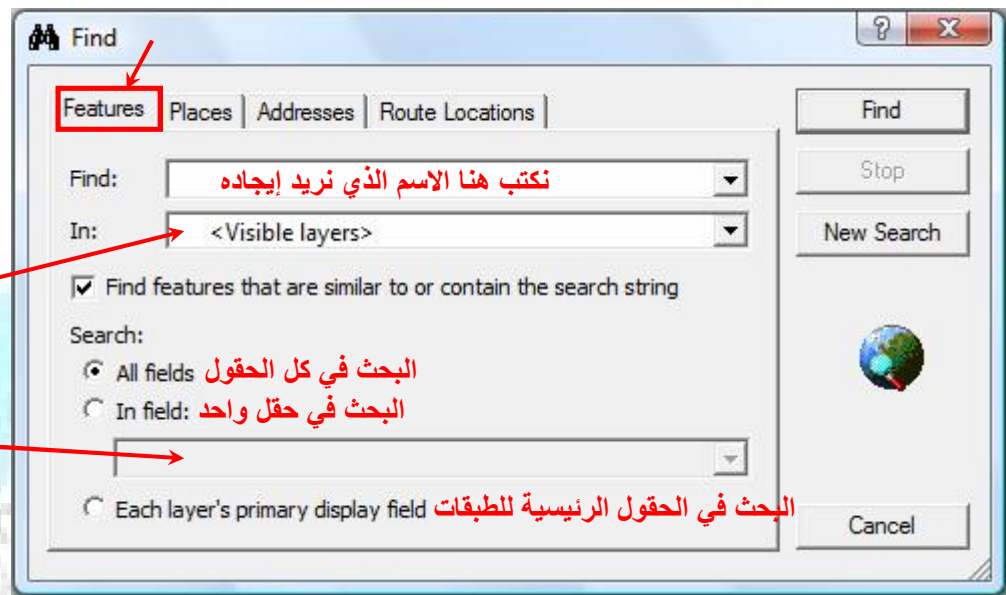 Find
Features Places Addresses Route Locations
Find
Find: نكتب هنا الاسم الذي نريد إيجاده
Stop
In: <Visible layers>
New Search
Find features that are similar to or contain the search string
Search:
All fields البحث في كل الحقول
In field: البحث في حقل واحد
Each layer's primary display field البحث في الحقول الرئيسية للطبقات
Cancel